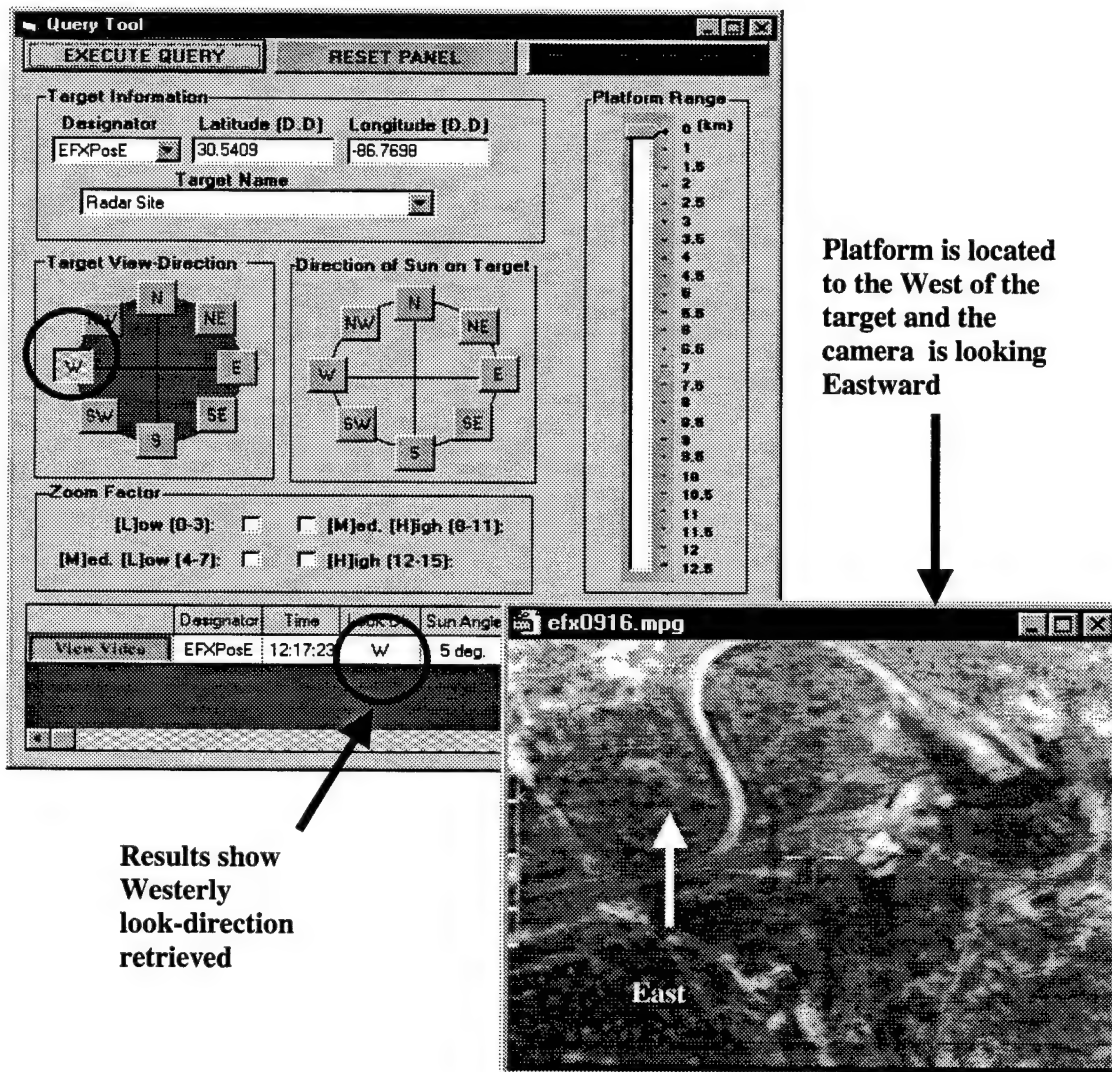 Query Tool
EXECUTE QUERY
RESET PANEL
Target Information
Designator
Latitude (D.D)
Longitude (D.D)
EFXPosE
30.5409
-86.7698
Target Name
Radar Site
Platform Range
0 (km)
1
1.5
2
2.5
3
3.5
4
4.5
5
5.5
6
6.5
7
7.5
8
8.5
9
9.5
10
10.5
11
11.5
12
12.5
Target View-Direction
N
NW
NE
W
E
SW
SE
S
Direction of Sun on Target
N
NW
NE
W
E
SW
SE
S
Zoom Factor
[L]ow (0-3):
[M]ed. [H]igh (8-11):
[M]ed. [L]ow (4-7):
[H]igh (12-15):
Designator
Time
Sun Angle
View Video
EFXPosE
12:17:23
W
5 deg.
Platform is located
to the West of the
target and the
camera is looking
Eastward
efx0916.mpg
East
Results show
Westerly
look-direction
retrieved